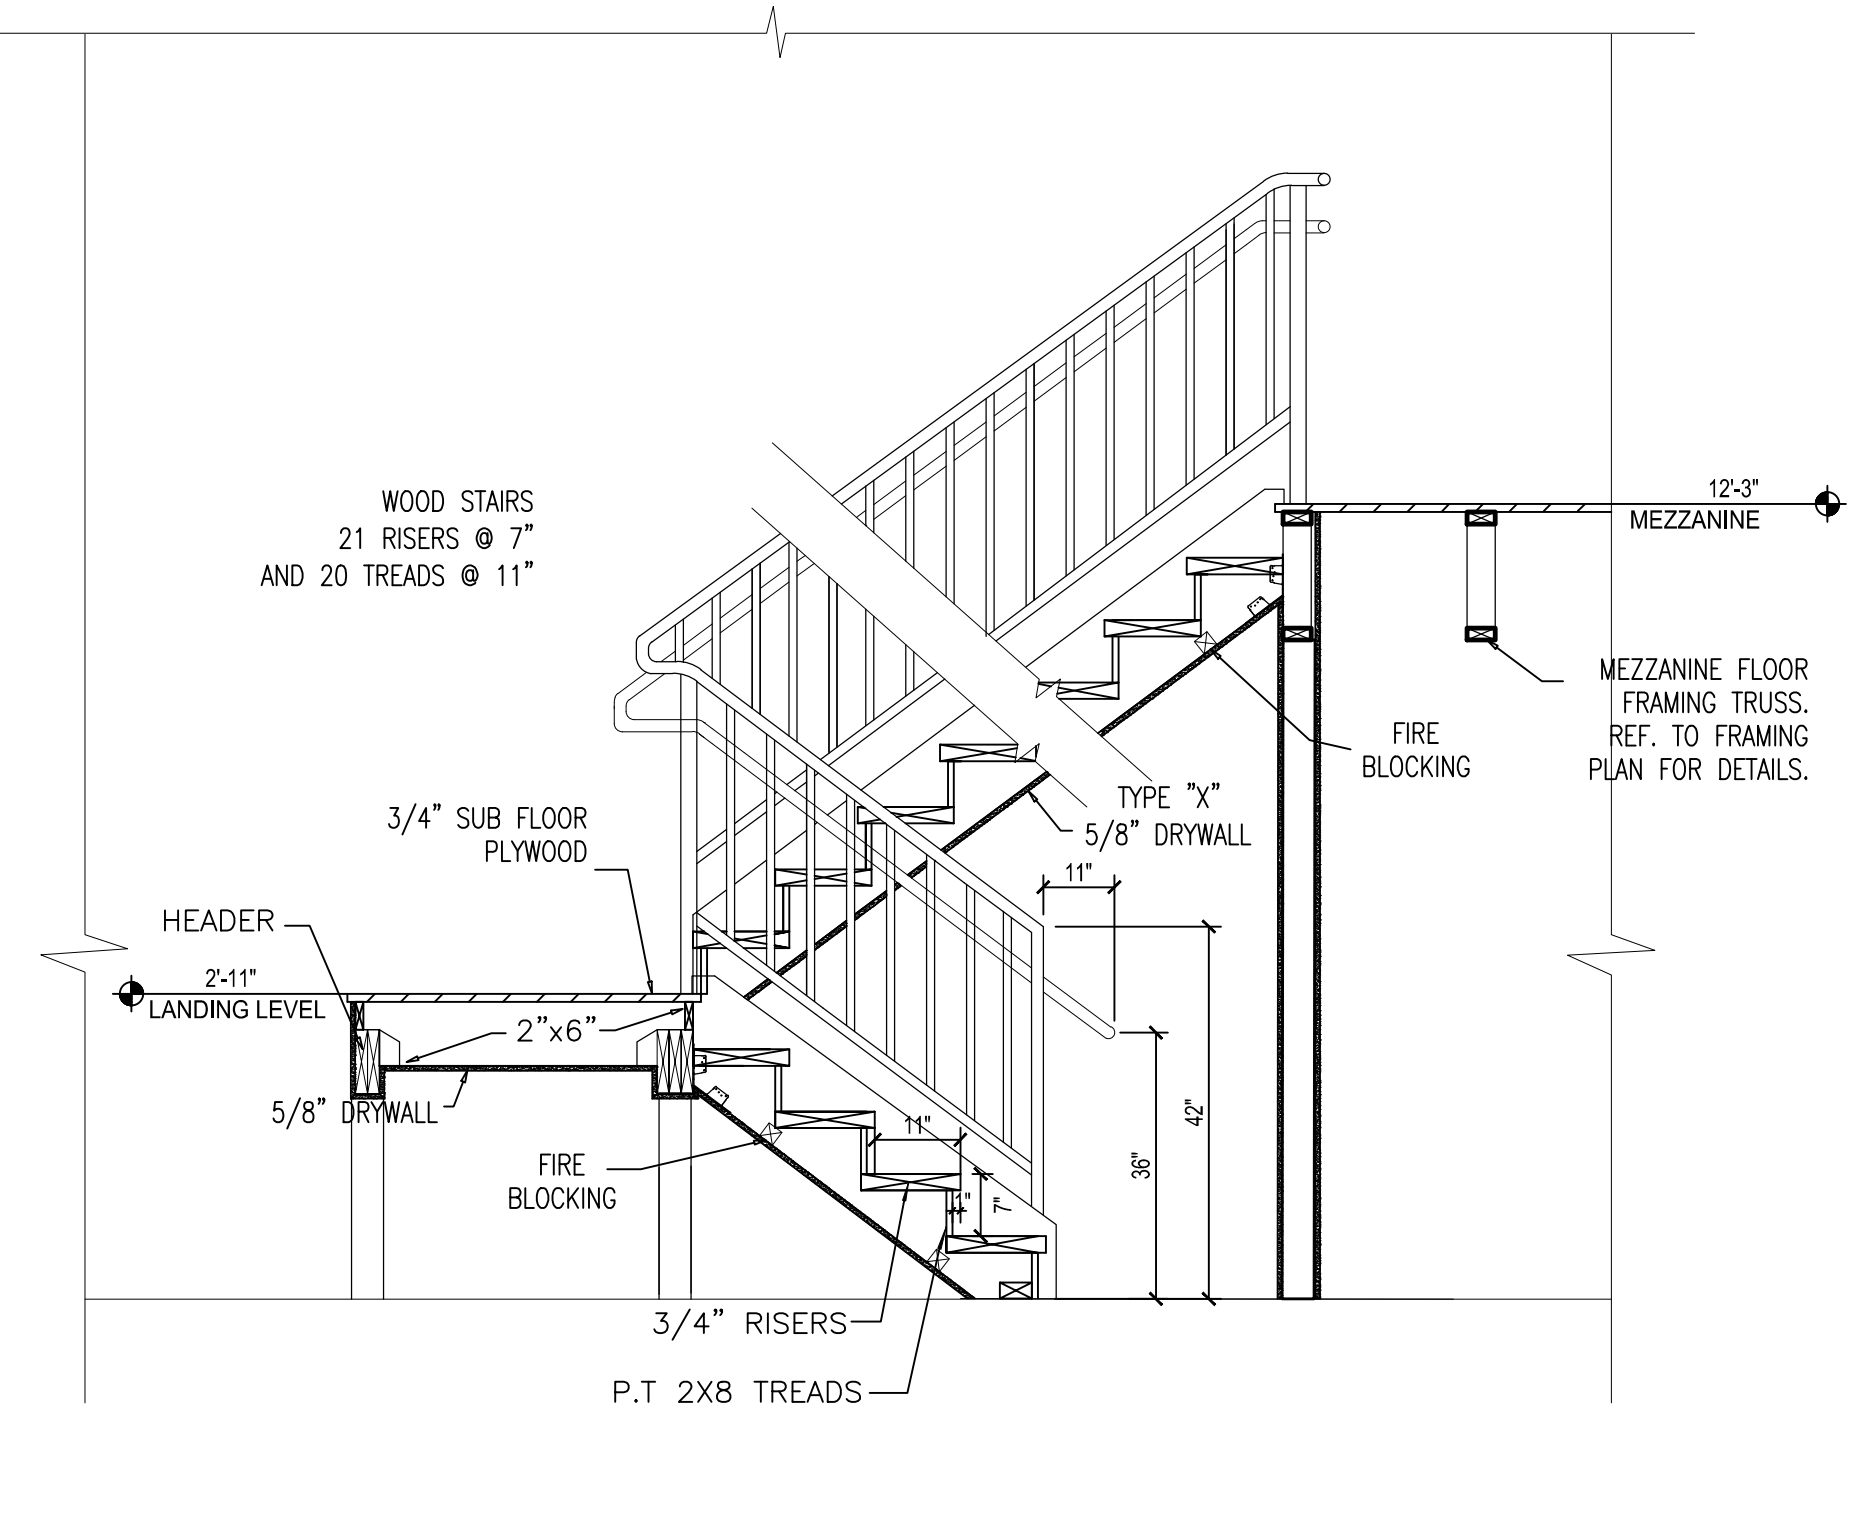 WOOD STAIRS
21 RISERS @ 7”
AND 20 TREADS @ 11”
12'-3"
MEZZANINE
MEZZANINE FLOOR
FRAMING TRUSS.
REF. TO FRAMING
PLAN FOR DETAILS.
FIRE
BLOCKING
TYPE ”X”
5/8” DRYWALL
3/4” SUB FLOOR
PLYWOOD
11"
HEADER
2'-11"
LANDING LEVEL
2”x6”
5/8” DRYWALL
11"
42"
36"
FIRE
BLOCKING
1"
7"
3/4” RISERS
P.T 2X8 TREADS